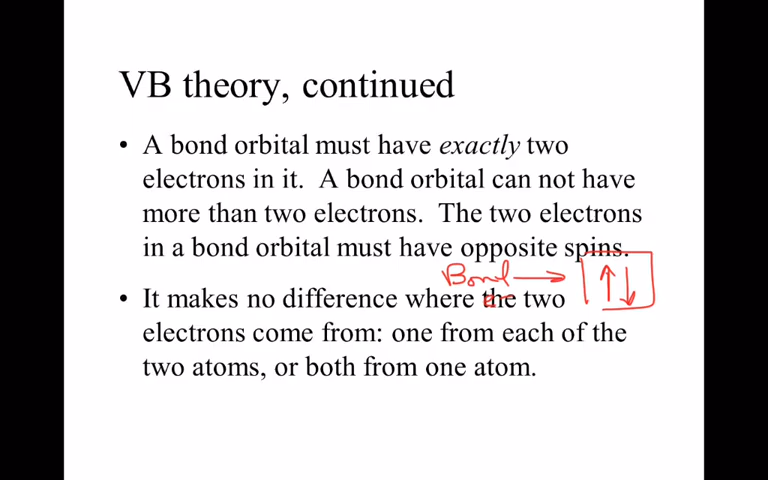 VB theory, continued
• A bond orbital must have exactly two
electrons in it. A bond orbital can not have
more than two electrons. The two electrons
in a bond orbital must have opposite spins.
Bond → ↑↓
• It makes no difference where the two
electrons come from: one from each of the
two atoms, or both from one atom.